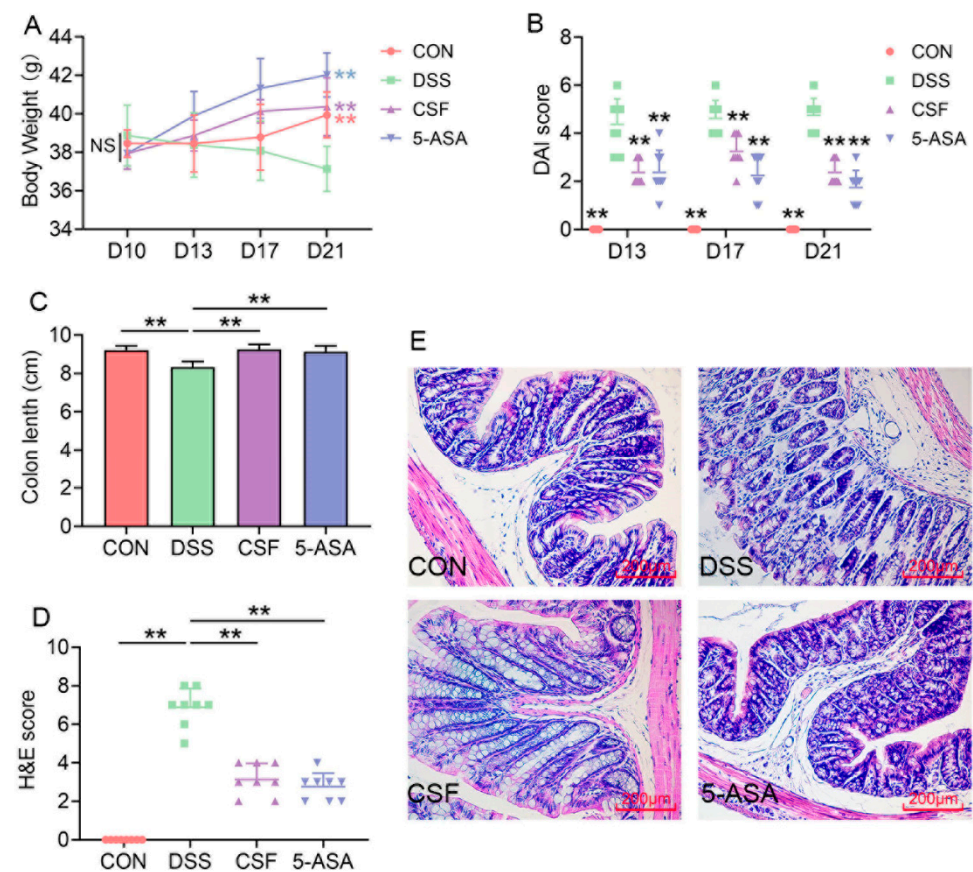 A
Body Weight (g)
44
42
40
38
36
34
NS
**
**
**
D10 D13 D17 D21
CON
DSS
CSF
5-ASA
B
DAI score
8
6
4
2
0
** ** **
** ** **
** ** ****
D13 D17 D21
CON
DSS
CSF
5-ASA
C
Colon lenth (cm)
10
8
6
4
2
0
**
** **
CON DSS CSF 5-ASA
D
H&E score
10
8
6
4
2
0
**
** **
CON DSS CSF 5-ASA
E
CON
200μm
DSS
200μm
CSF
200μm
5-ASA
200μm